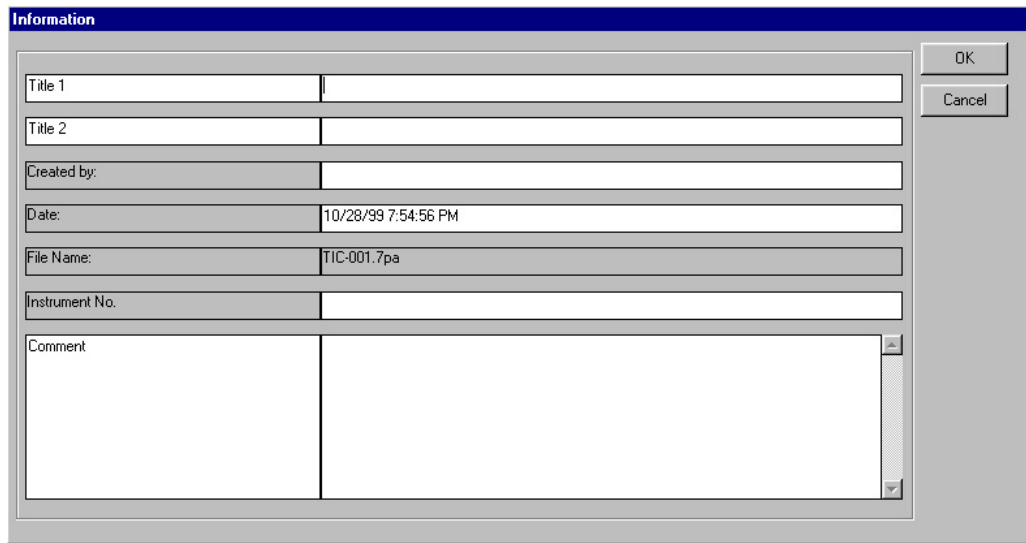 Information
OK
Title 1
Cancel
Title 2
Created by:
Date: 10/28/99 7:54:56 PM
File Name: TIC-001.7pa
Instrument No.
Comment